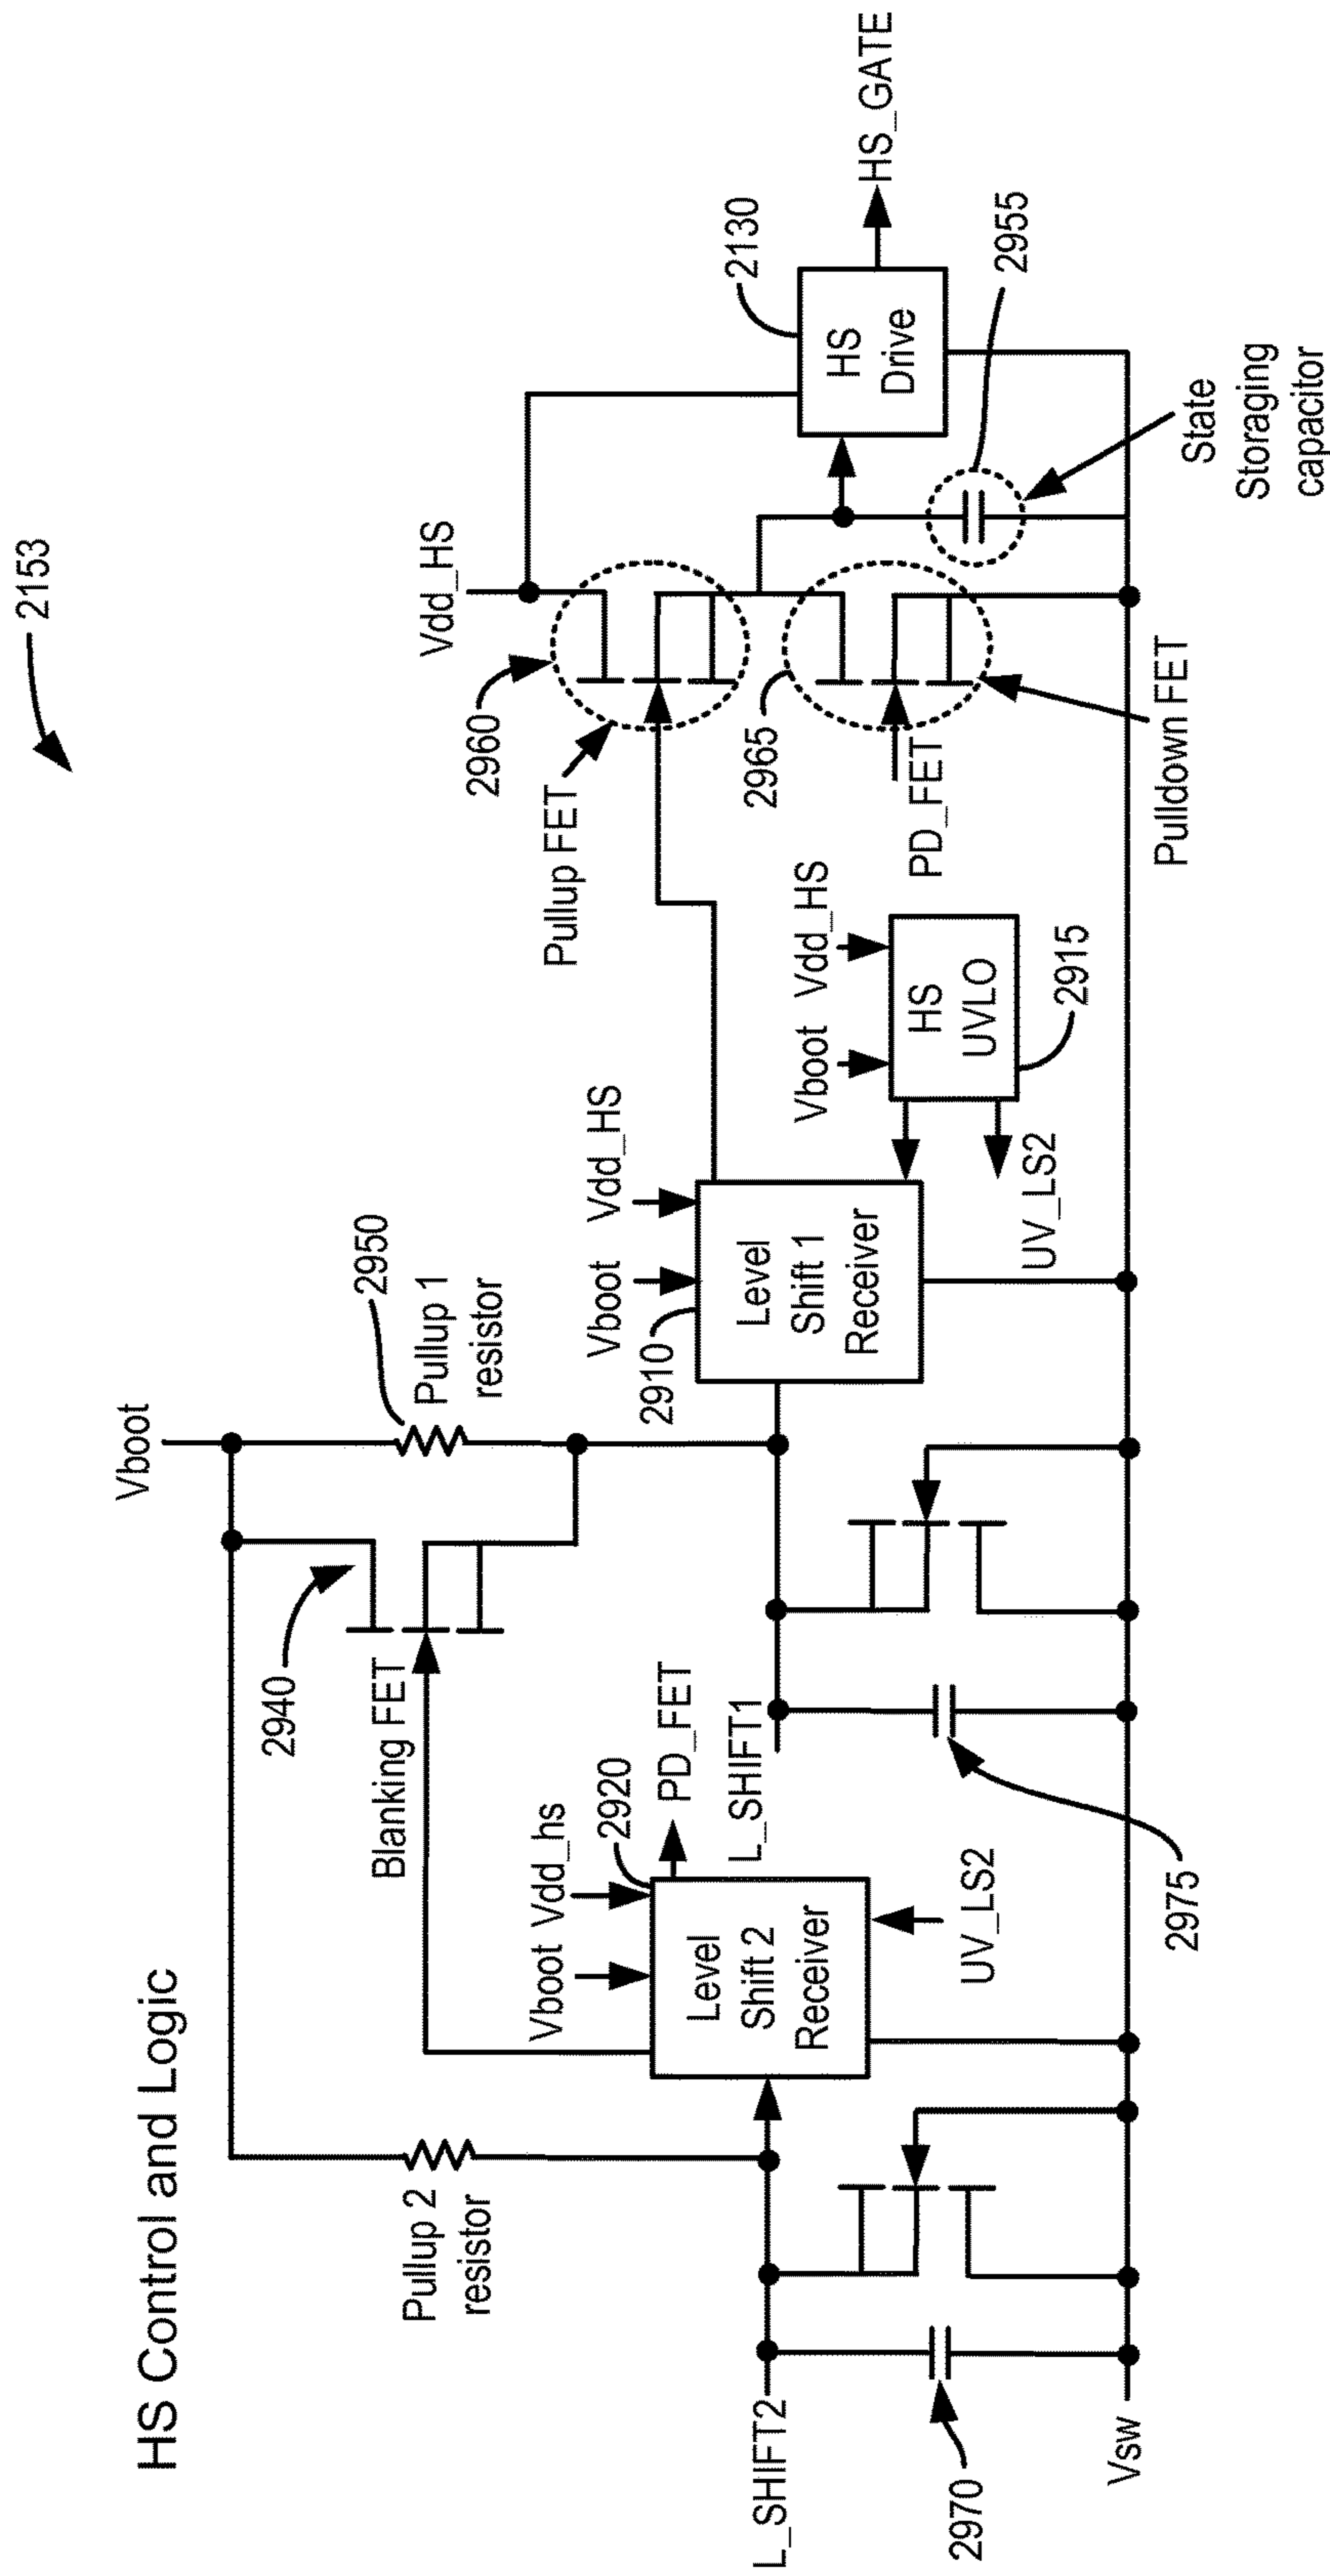 HS Control and Logic
2153
Vboot
2940
2950
Pullup 1
resistor
Blanking FET
Pullup 2
resistor
Vboot
Vdd_hs
2920
PD_FET
Level
Shift 2
Receiver
UV_LS2
L_SHIFT2
L_SHIFT1
2970
2975
Vsw
Vboot
Vdd_HS
2910
Level
Shift 1
Receiver
Vboot
Vdd_HS
HS
UVLO
2915
UV_LS2
Vdd_HS
2960
Pullup FET
2965
PD_FET
Pulldown FET
2130
HS
Drive
HS_GATE
2955
State
Storaging
capacitor